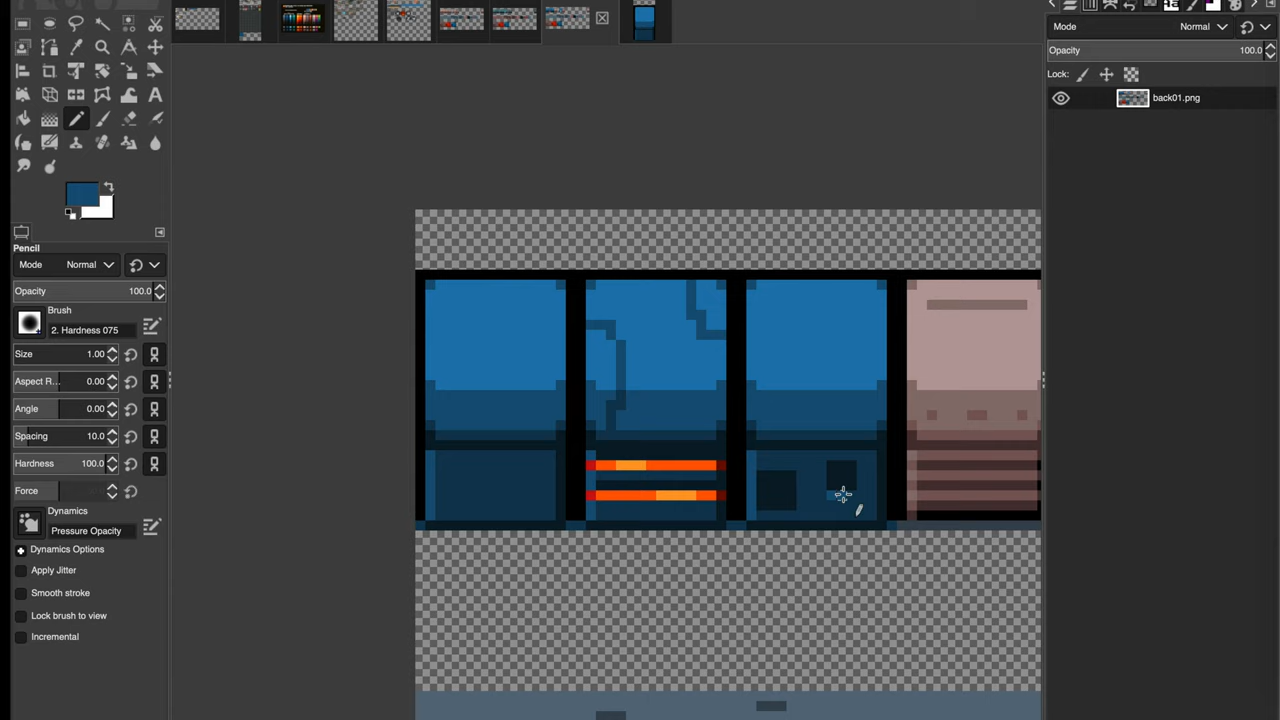 Mode Normal
Opacity 100.0
Lock:
back01.png
Pencil
Mode Normal
Opacity 100.0
Brush
2. Hardness 075
Size 1.00
Aspect R... 0.00
Angle 0.00
Spacing 10.0
Hardness 100.0
Force
Dynamics
Pressure Opacity
Dynamics Options
Apply Jitter
Smooth stroke
Lock brush to view
Incremental